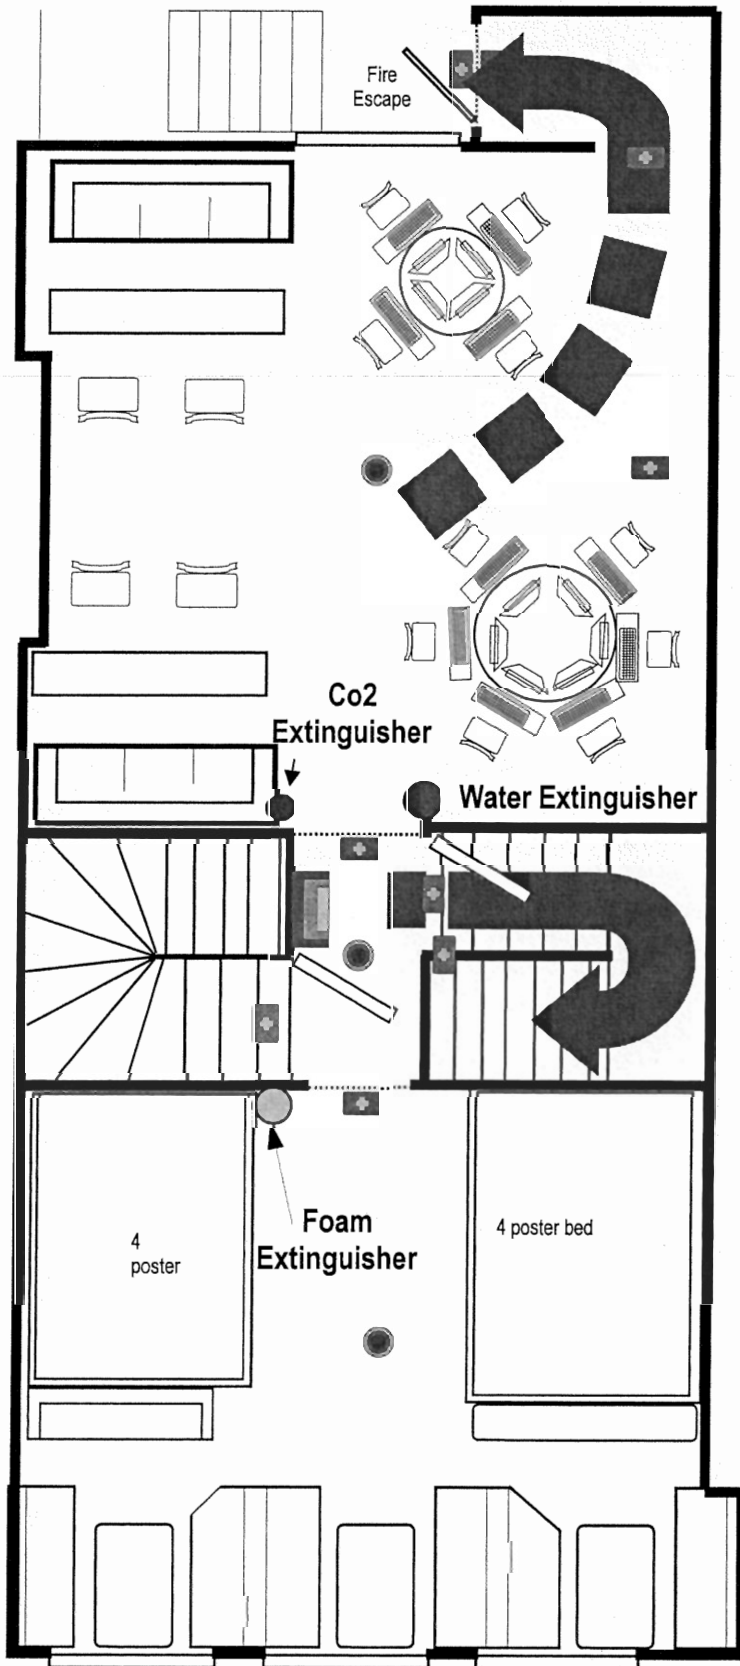 Fire
Escape
Co2
Extinguisher
Water Extinguisher
Foam
Extinguisher
4
poster
4 poster bed